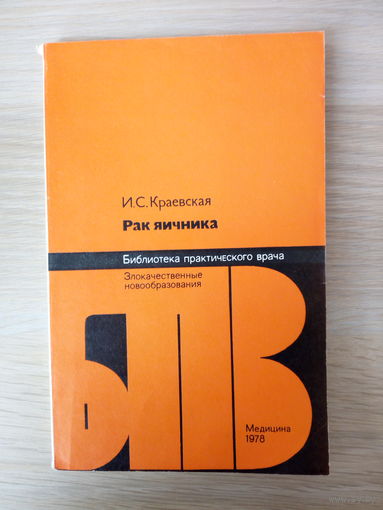 И.С.Краевская
Рак яичника
Библиотека практического врача
Злокачественные
новообразования
БПВ
Медицина
1978